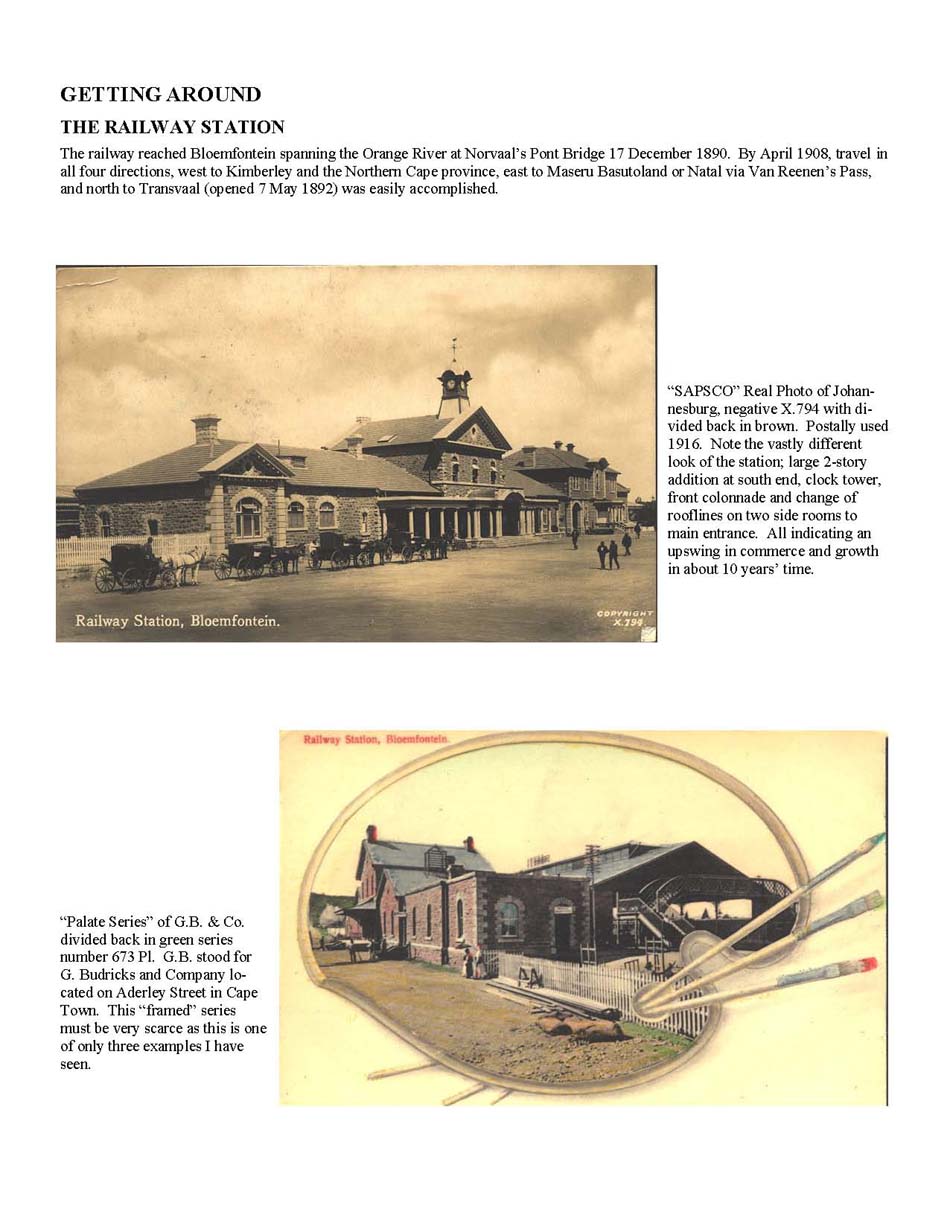 GETTING AROUND
THE RAILWAY STATION
The railway reached Bloemfontein spanning the Orange River at Norvaal’s Pont Bridge 17 December 1890.  By April 1908, travel in
all four directions, west to Kimberley and the Northern Cape province, east to Maseru Basutoland or Natal via Van Reenen’s Pass,
and north to Transvaal (opened 7 May 1892) was easily accomplished.
“SAPSCO” Real Photo of Johan-
nesburg, negative X.794 with di-
vided back in brown.  Postally used
1916.  Note the vastly different
look of the station; large 2-story
addition at south end, clock tower,
front colonnade and change of
rooflines on two side rooms to
main entrance.  All indicating an
upswing in commerce and growth
in about 10 years’ time.
Railway Station, Bloemfontein.
COPYRIGHT
X.794.
Railway Station, Bloemfontein.
“Palate Series” of G.B. & Co.
divided back in green series
number 673 Pl.  G.B. stood for
G. Budricks and Company lo-
cated on Aderley Street in Cape
Town.  This “framed” series
must be very scarce as this is one
of only three examples I have
seen.